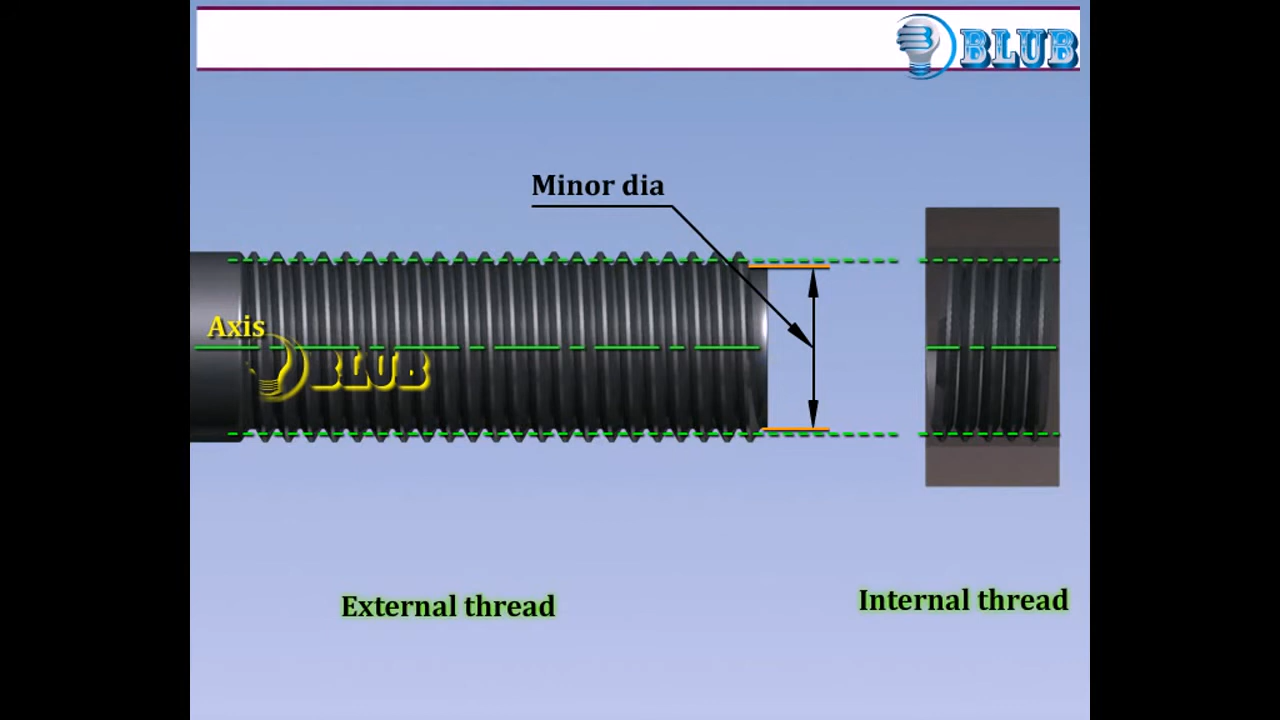 BLUB
Minor dia
Axis
BLUB
External thread
Internal thread